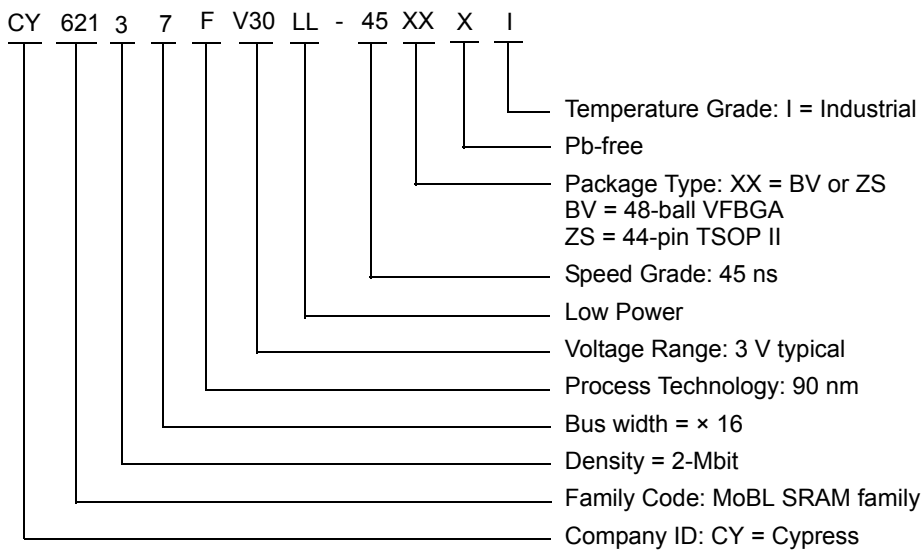 CY 621 3 7 F V30 LL - 45 XX X I
Temperature Grade: I = Industrial
Pb-free
Package Type: XX = BV or ZS
BV = 48-ball VFBGA
ZS = 44-pin TSOP II
Speed Grade: 45 ns
Low Power
Voltage Range: 3 V typical
Process Technology: 90 nm
Bus width = × 16
Density = 2-Mbit
Family Code: MoBL SRAM family
Company ID: CY = Cypress